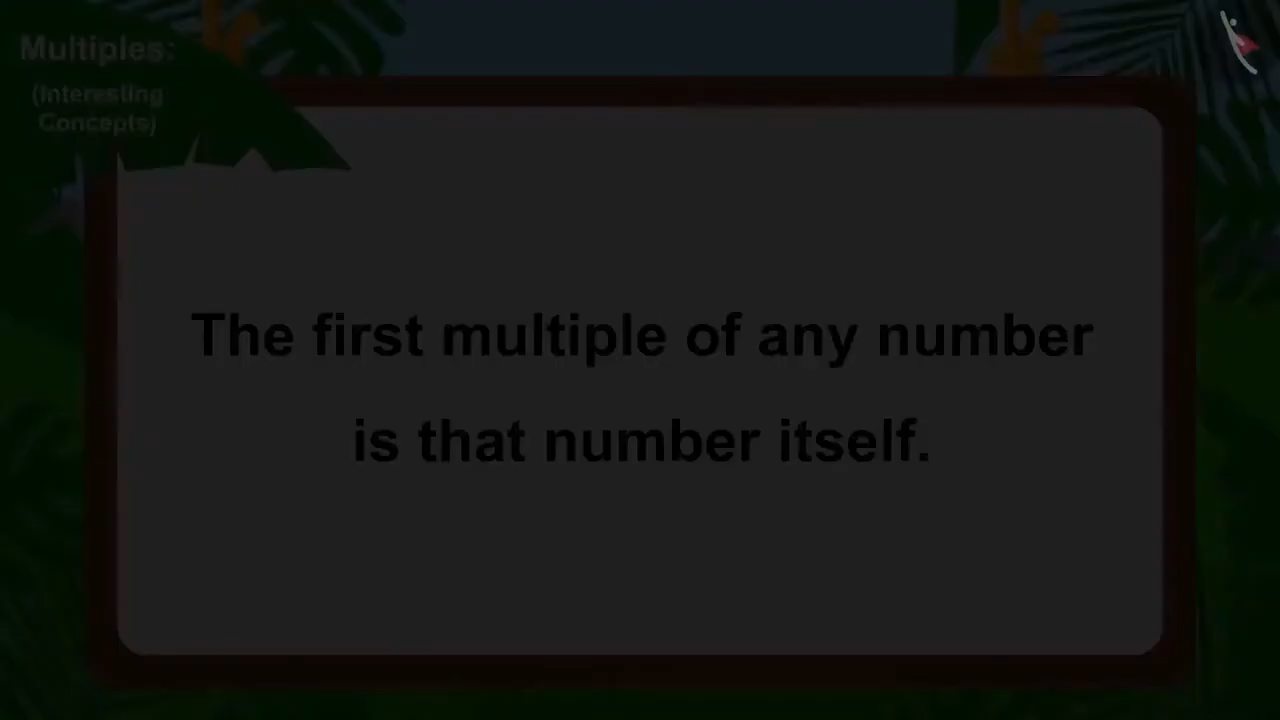 Multiples:
(Interesting
Concepts)
The first multiple of any number
is that number itself.